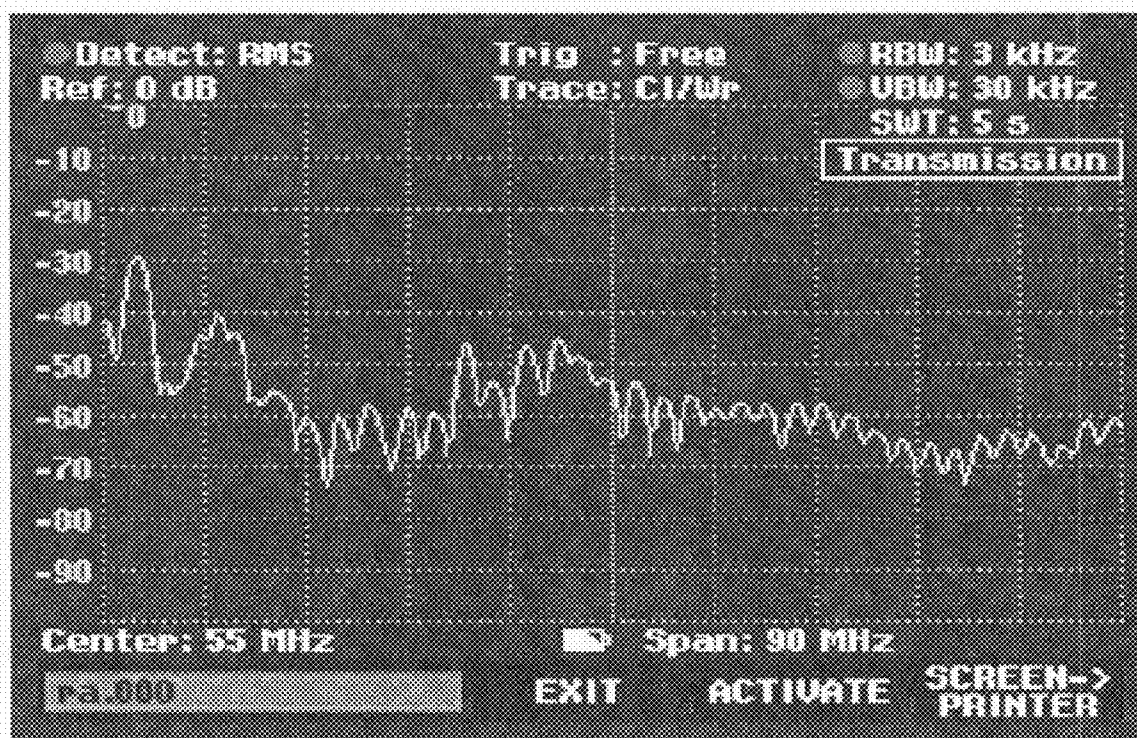 Detect: RMS Trig : Free RBW: 3 kHz
Ref: 0 dB Trace: Cl/Wr VBW: 30 kHz
0 SWT: 5 s
-10 Transmission
-20
-30
-40
-50
-60
-70
-80
-90
Center: 55 MHz Span: 90 MHz
ra.000 EXIT ACTIVATE SCREEN->
PRINTER